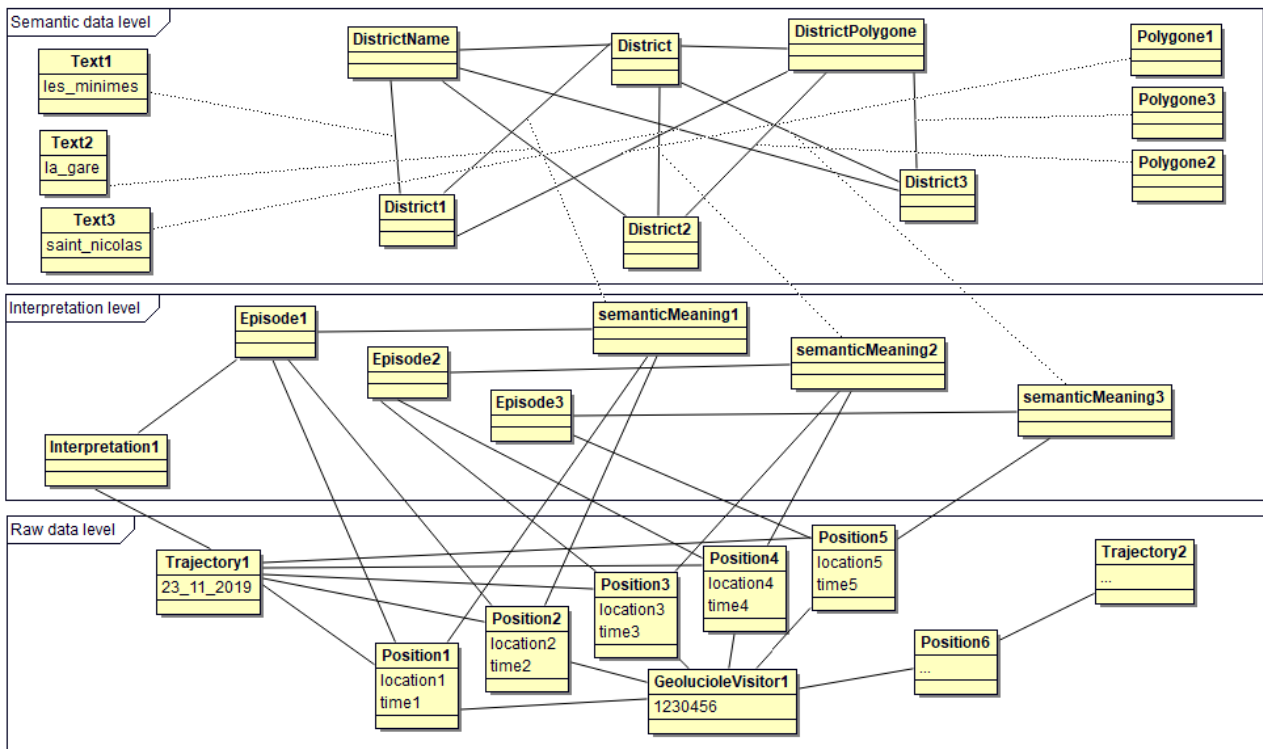 Semantic data level
Text1
les_minimes
Text2
la_gare
Text3
saint_nicolas
DistrictName
District
DistrictPolygone
Polygone1
Polygone3
Polygone2
District1
District2
District3
Interpretation level
Episode1
semanticMeaning1
Episode2
semanticMeaning2
Episode3
semanticMeaning3
Interpretation1
Raw data level
Trajectory1
23_11_2019
Position1
location1
time1
Position2
location2
time2
Position3
location3
time3
Position4
location4
time4
Position5
location5
time5
GeolucioleVisitor1
1230456
Position6
...
Trajectory2
...